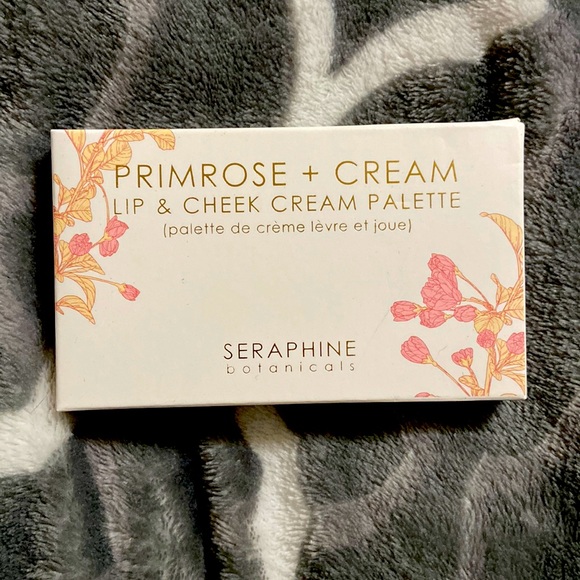 PRIMROSE + CREAM
LIP & CHEEK CREAM PALETTE
(palette de crème lèvre et joue)
SERAPHINE
botanicals